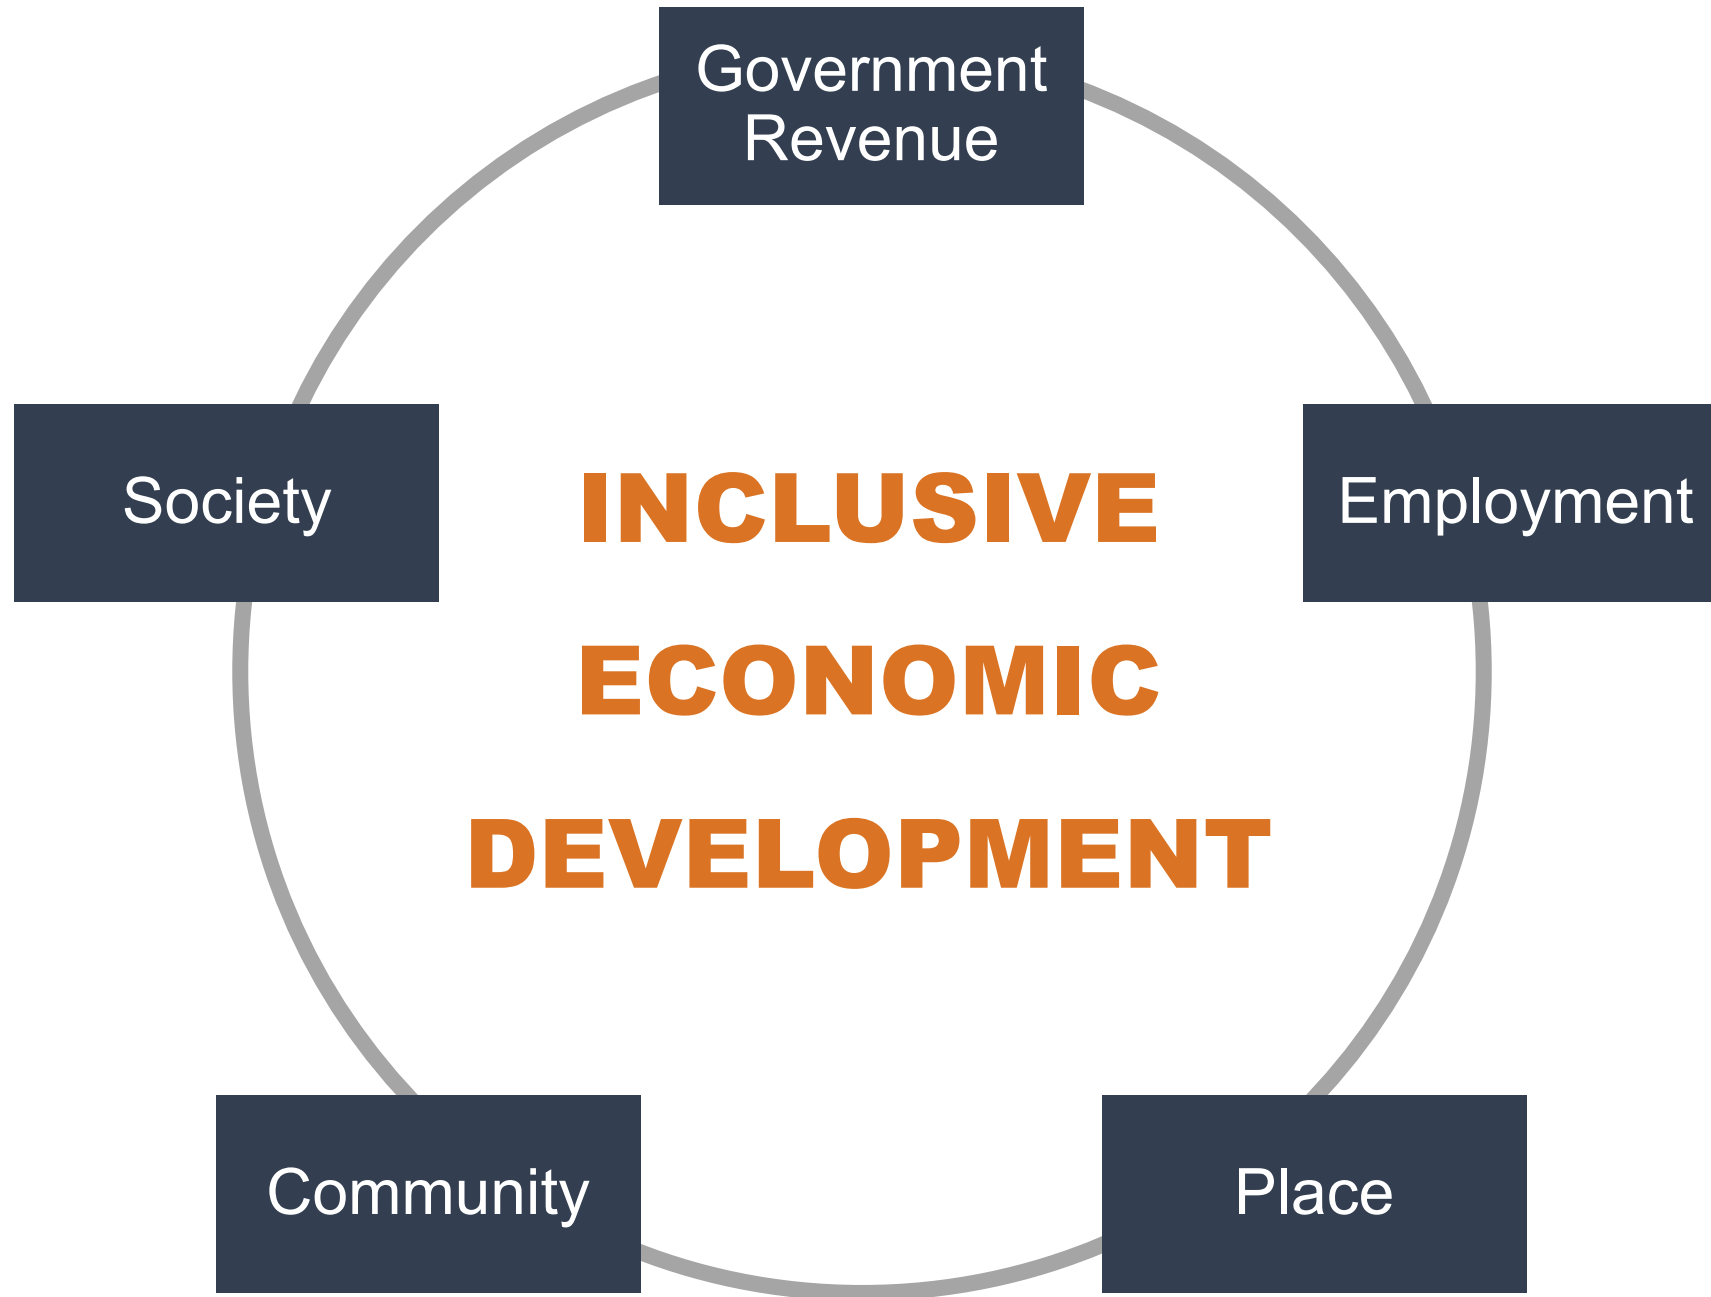 Government
Revenue
Society
INCLUSIVE
Employment
ECONOMIC
DEVELOPMENT
Community
Place